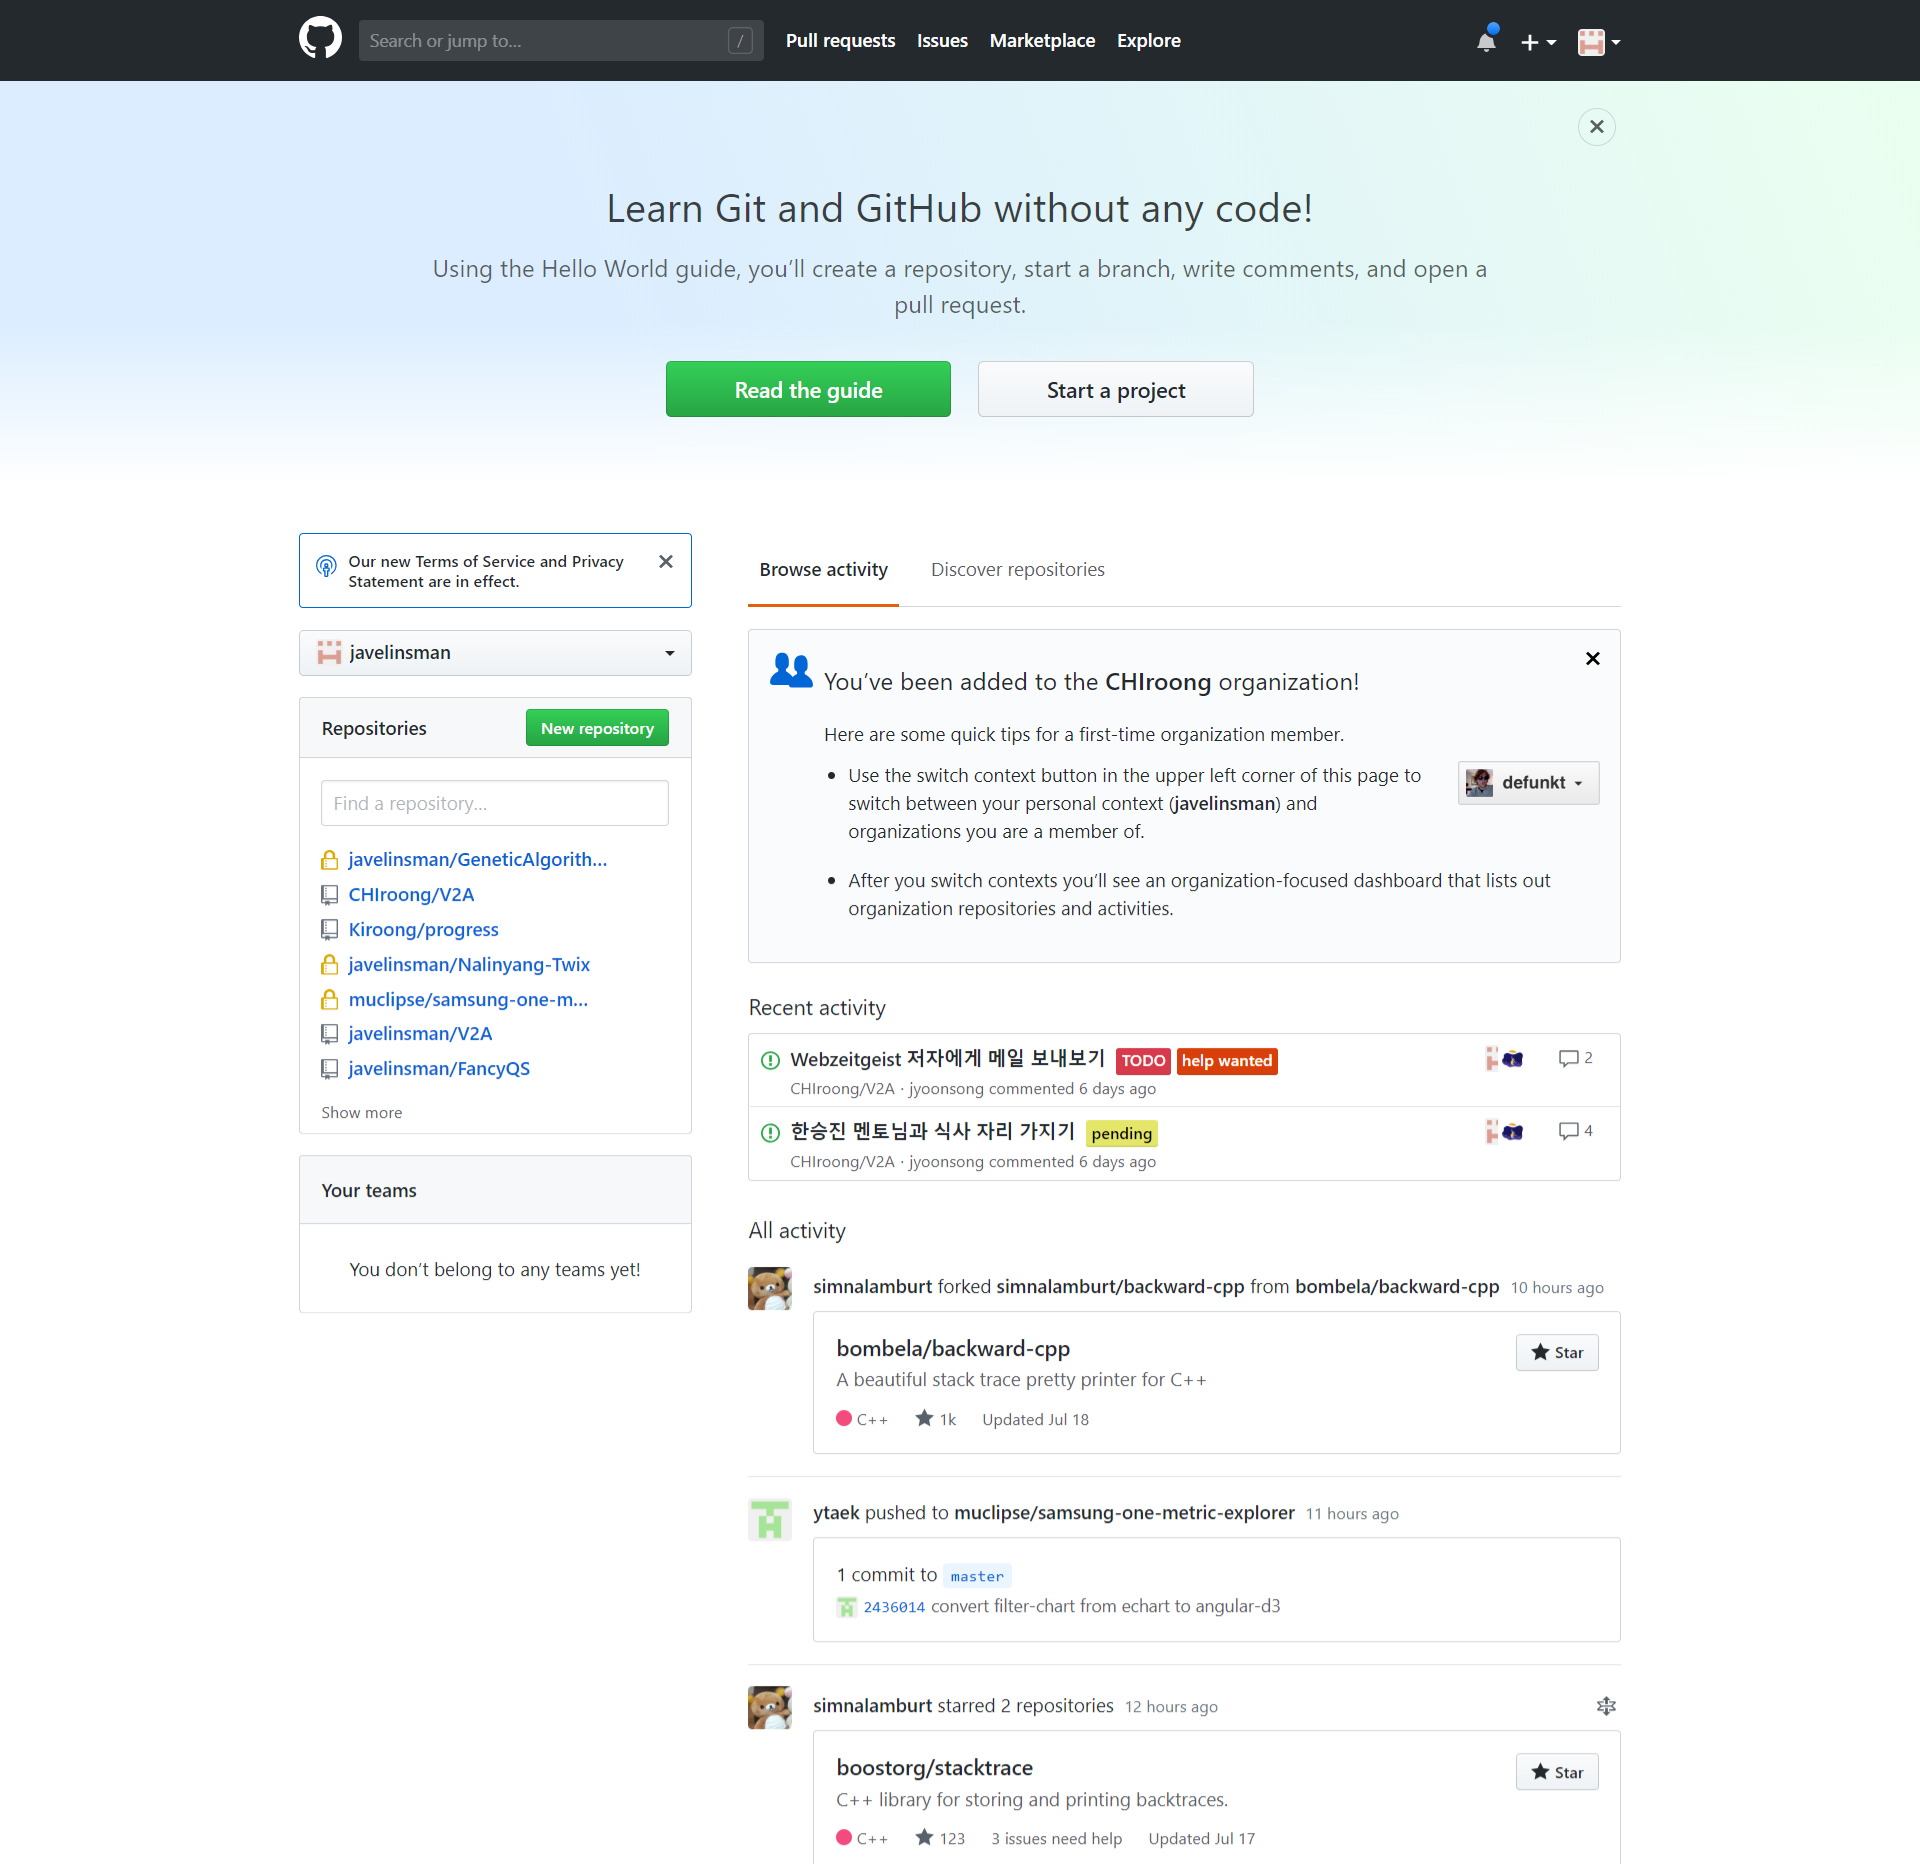 Search or jump to...
/
Pull requests
Issues
Marketplace
Explore
Learn Git and GitHub without any code!
Using the Hello World guide, you’ll create a repository, start a branch, write comments, and open a
pull request.
Read the guide
Start a project
Our new Terms of Service and Privacy
Statement are in effect.
javelinsman
Repositories
New repository
Find a repository...
javelinsman/GeneticAlgorith...
CHIroong/V2A
Kiroong/progress
javelinsman/Nalinyang-Twix
muclipse/samsung-one-m...
javelinsman/V2A
javelinsman/FancyQS
Show more
Your teams
You don’t belong to any teams yet!
Browse activity
Discover repositories
You’ve been added to the CHIroong organization!
Here are some quick tips for a first-time organization member.
Use the switch context button in the upper left corner of this page to
switch between your personal context (javelinsman) and
organizations you are a member of.
defunkt
After you switch contexts you’ll see an organization-focused dashboard that lists out
organization repositories and activities.
Recent activity
Webzeitgeist 저자에게 메일 보내보기 TODO help wanted 2
CHIroong/V2A · jyoonsong commented 6 days ago
한승진 멘토님과 식사 자리 가지기 pending 4
CHIroong/V2A · jyoonsong commented 6 days ago
All activity
simnalamburt forked simnalamburt/backward-cpp from bombela/backward-cpp 10 hours ago
bombela/backward-cpp
Star
A beautiful stack trace pretty printer for C++
C++ 1k Updated Jul 18
ytaek pushed to muclipse/samsung-one-metric-explorer 11 hours ago
1 commit to master
2436014 convert filter-chart from echart to angular-d3
simnalamburt starred 2 repositories 12 hours ago
boostorg/stacktrace
Star
C++ library for storing and printing backtraces.
C++ 123 3 issues need help Updated Jul 17